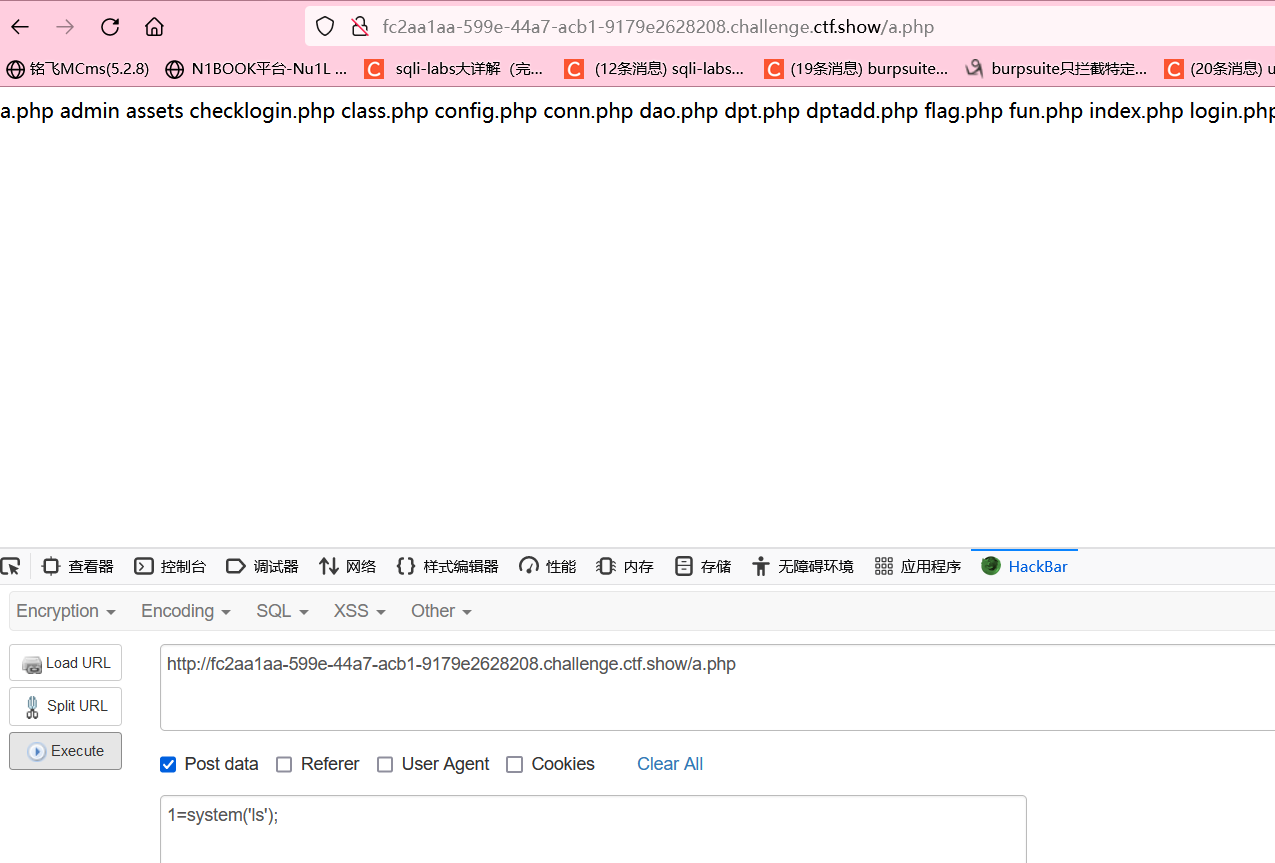 fc2aa1aa-599e-44a7-acb1-9179e2628208.challenge.ctf.show/a.php
铭飞MCms(5.2.8) N1BOOK平台-Nu1L ... C sqli-labs大详解（完... C (12条消息) sqli-labs... C (19条消息) burpsuite... burpsuite只拦截特定... C (20条消息) u
a.php admin assets checklogin.php class.php config.php conn.php dao.php dpt.php dptadd.php flag.php fun.php index.php login.php
查看器 控制台 调试器 网络 样式编辑器 性能 内存 存储 无障碍环境 应用程序 HackBar
Encryption Encoding SQL XSS Other
Load URL http://fc2aa1aa-599e-44a7-acb1-9179e2628208.challenge.ctf.show/a.php
Split URL
Execute
Post data Referer User Agent Cookies Clear All
1=system('ls');